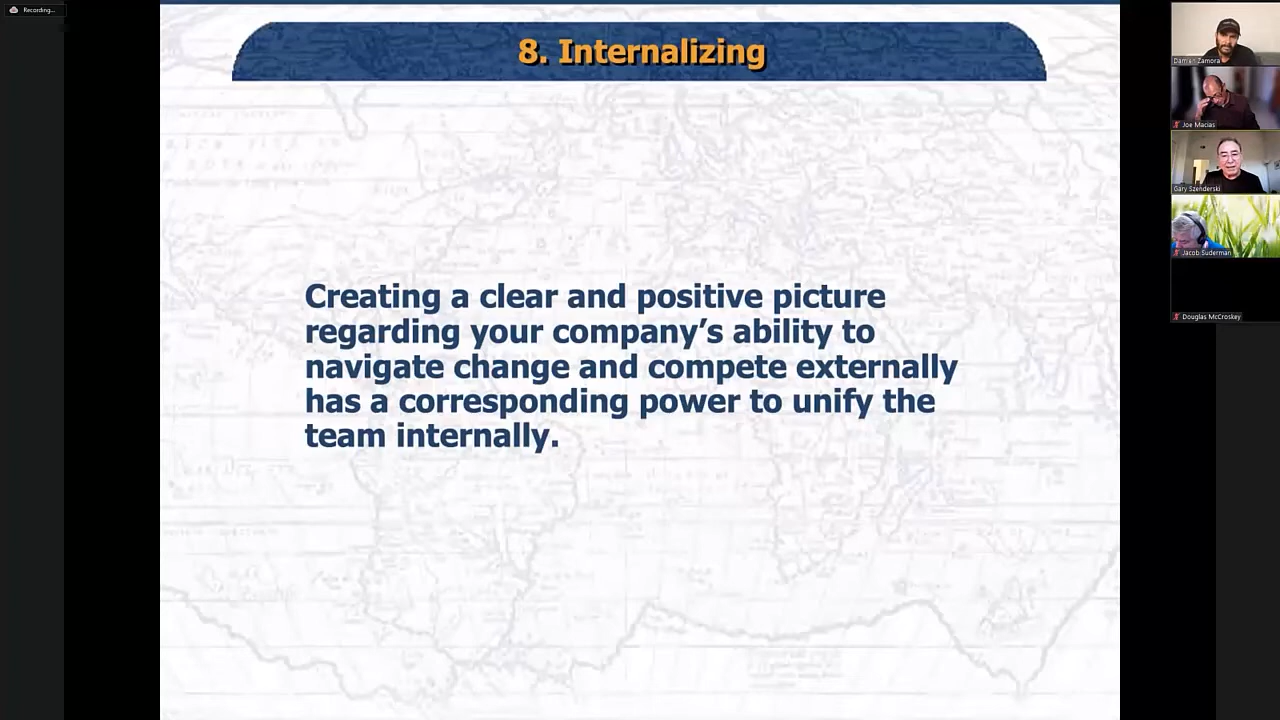 Recording...
8. Internalizing
Creating a clear and positive picture
regarding your company’s ability to
navigate change and compete externally
has a corresponding power to unify the
team internally.
Damian Zamora
Joe Macias
Gary Szenderski
Jacob Suderman
Douglas McCroskey